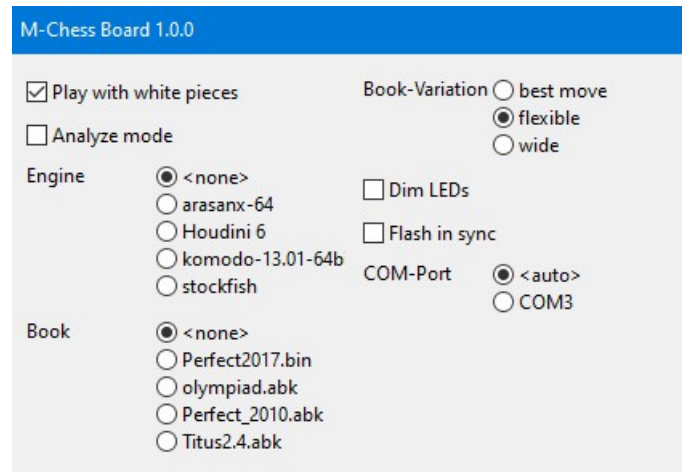 M-Chess Board 1.0.0
Play with white pieces
Analyze mode
Engine <none>
arasanx-64
Houdini 6
komodo-13.01-64b
stockfish
Book <none>
Perfect2017.bin
olympiad.abk
Perfect_2010.abk
Titus2.4.abk
Book-Variation best move
flexible
wide
Dim LEDs
Flash in sync
COM-Port <auto>
COM3